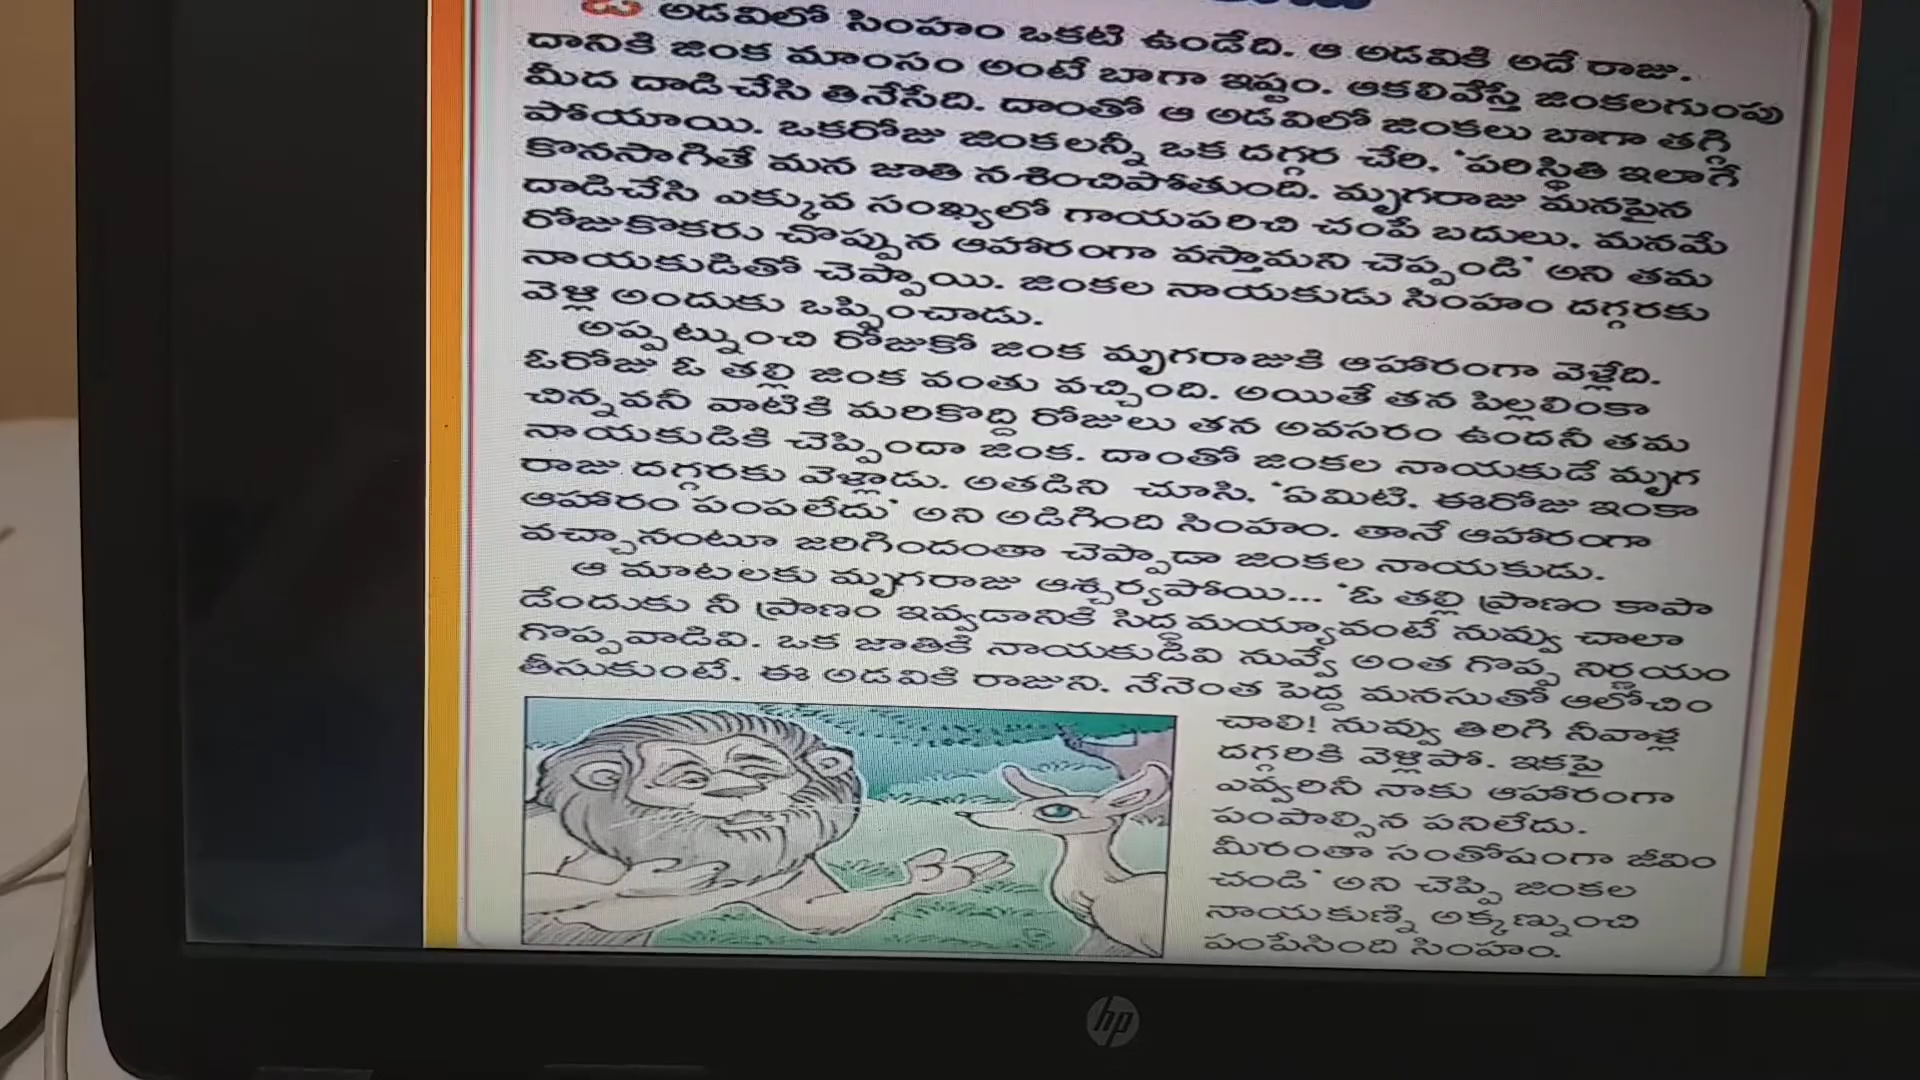 ఓ అడవిలో సింహం ఒకటి ఉండేది. ఆ అడవికి అదే రాజు.
దానికి జింక మాంసం అంటే బాగా ఇష్టం. ఆకలివేస్తే జింకలగుంపు
మీద దాడిచేసి తినేసేది. దాంతో ఆ అడవిలో జింకలు బాగా తగ్గి
పోయాయి. ఒకరోజు జింకలన్నీ ఒక దగ్గర చేరి, 'పరిస్థితి ఇలాగే
కొనసాగితే మన జాతి నశించిపోతుంది. మృగరాజు మనపైన
దాడిచేసి ఎక్కువ సంఖ్యలో గాయపరిచి చంపే బదులు, మనమే
రోజుకొకరు చొప్పున ఆహారంగా వస్తామని చెప్పండి' అని తమ
నాయకుడితో చెప్పాయి. జింకల నాయకుడు సింహం దగ్గరకు
వెళ్లి అందుకు ఒప్పించాడు.
అప్పట్నుంచి రోజుకో జింక మృగరాజుకి ఆహారంగా వెళ్లేది.
ఓరోజు ఓ తల్లి జింక వంతు వచ్చింది. అయితే తన పిల్లలింకా
చిన్నవనీ వాటికి మరికొద్ది రోజులు తన అవసరం ఉందనీ తమ
నాయకుడికి చెప్పిందా జింక. దాంతో జింకల నాయకుడే మృగ
రాజు దగ్గరకు వెళ్లాడు. అతడిని చూసి, 'ఏమిటి, ఈరోజు ఇంకా
ఆహారం పంపలేదు' అని అడిగింది సింహం. తానే ఆహారంగా
వచ్చానంటూ జరిగిందంతా చెప్పాడా జింకల నాయకుడు.
ఆ మాటలకు మృగరాజు ఆశ్చర్యపోయి... 'ఓ తల్లి ప్రాణం కాపా
డేందుకు నీ ప్రాణం ఇవ్వడానికి సిద్ధమయ్యావంటే నువ్వు చాలా
గొప్పవాడివి. ఒక జాతికి నాయకుడివి నువ్వే అంత గొప్ప నిర్ణయం
తీసుకుంటే, ఈ అడవికి రాజుని. నేనెంత పెద్ద మనసుతో ఆలోచిం
చాలి! నువ్వు తిరిగి నీవాళ్ల
దగ్గరికి వెళ్లిపో. ఇకపై
ఎవ్వరినీ నాకు ఆహారంగా
పంపాల్సిన పనిలేదు.
మీరంతా సంతోషంగా జీవిం
చండి' అని చెప్పి జింకల
నాయకుణ్ని అక్కణ్నుంచి
పంపేసింది సింహం.
hp